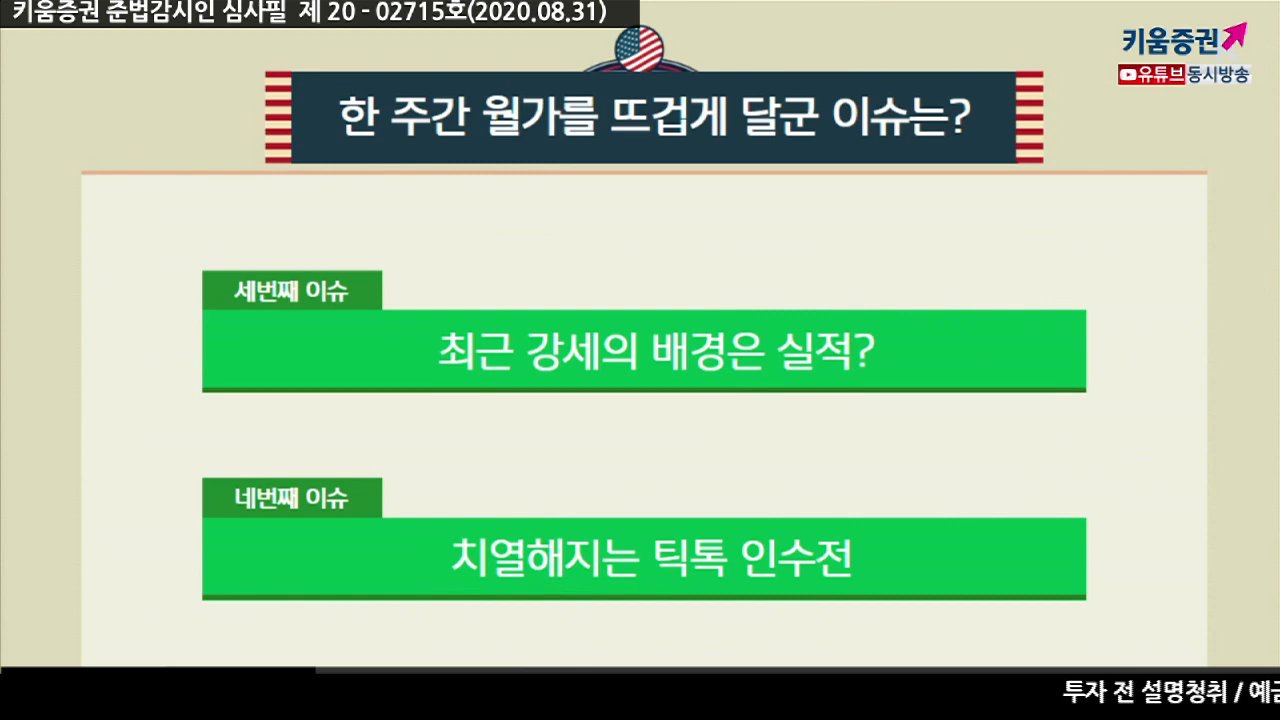 키움증권 준법감시인 심사필 제 20 - 02715호(2020.08.31)
키움증권
유튜브 동시방송
한 주간 월가를 뜨겁게 달군 이슈는?
세번째 이슈
최근 강세의 배경은 실적?
네번째 이슈
치열해지는 틱톡 인수전
투자 전 설명청취 / 예금